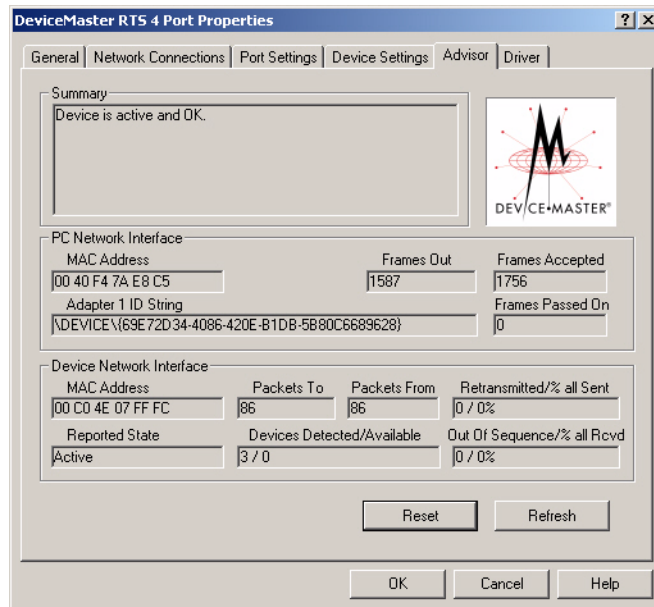 DeviceMaster RTS 4 Port Properties
General Network Connections Port Settings Device Settings Advisor Driver
Summary
Device is active and OK.
DEVICE•MASTER®
PC Network Interface
MAC Address Frames Out Frames Accepted
00 40 F4 7A E8 C5 1587 1756
Adapter 1 ID String Frames Passed On
\DEVICE\{69E72D34-4086-420E-B1DB-5B80C6689628} 0
Device Network Interface
MAC Address Packets To Packets From Retransmitted/% all Sent
00 C0 4E 07 FF FC 86 86 0 / 0%
Reported State Devices Detected/Available Out Of Sequence/% all Rcvd
Active 3 / 0 0 / 0%
Reset Refresh
OK Cancel Help